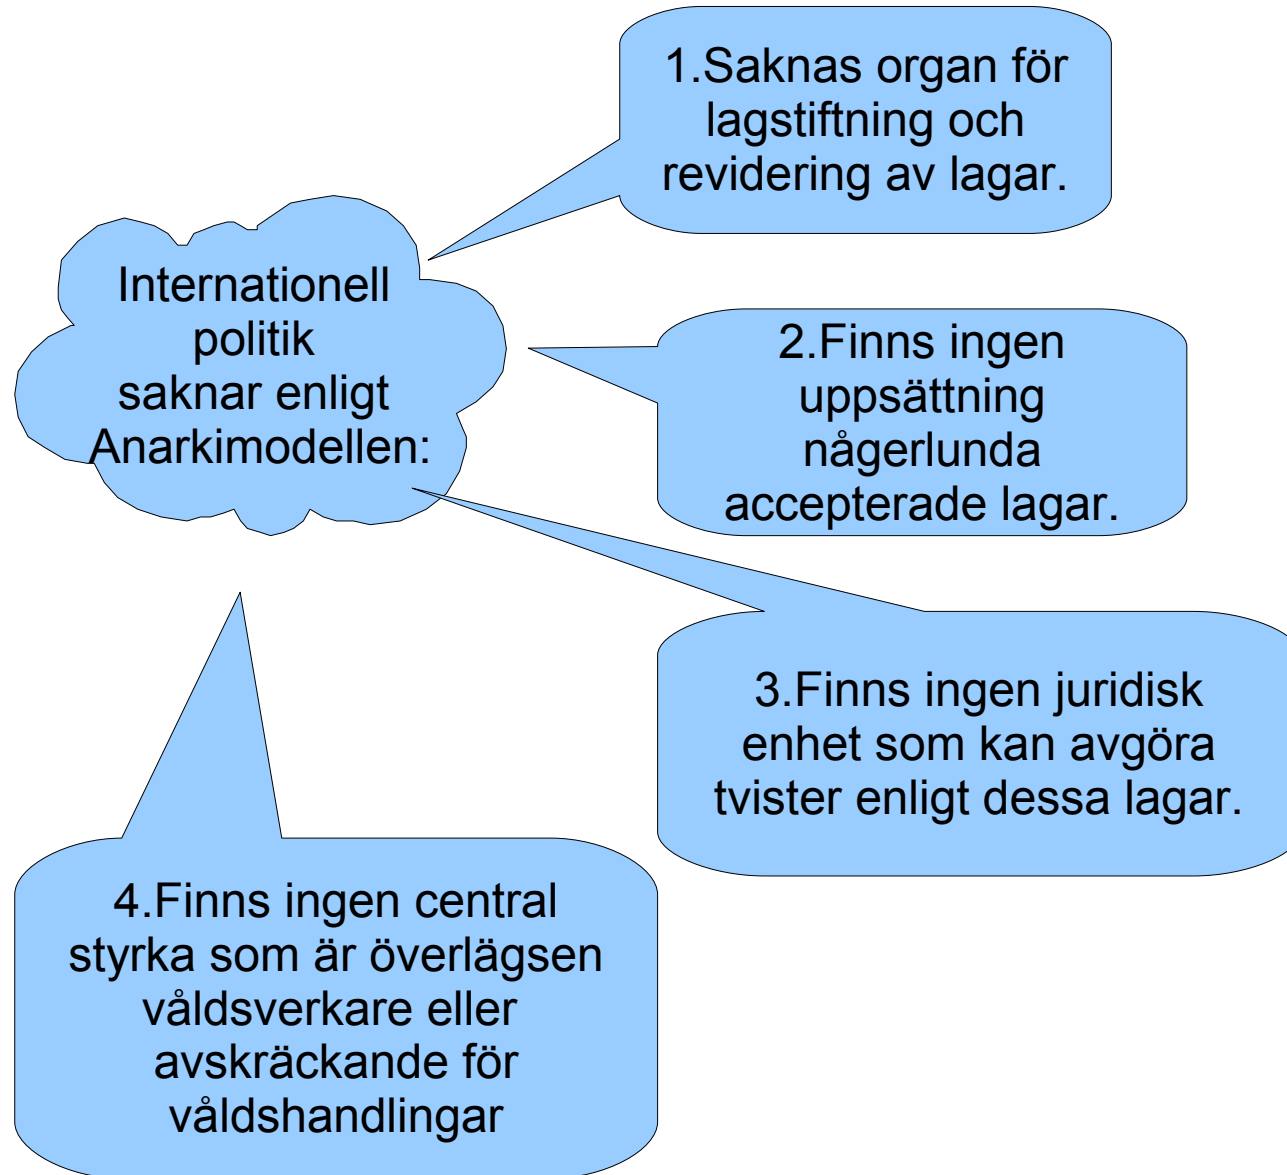 Internationell
politik
saknar enligt
Anarkimodellen:
1.Saknas organ för
lagstiftning och
revidering av lagar.
2.Finns ingen
uppsättning
någerlunda
accepterade lagar.
3.Finns ingen juridisk
enhet som kan avgöra
tvister enligt dessa lagar.
4.Finns ingen central
styrka som är överlägsen
våldsverkare eller
avskräckande för
våldshandlingar